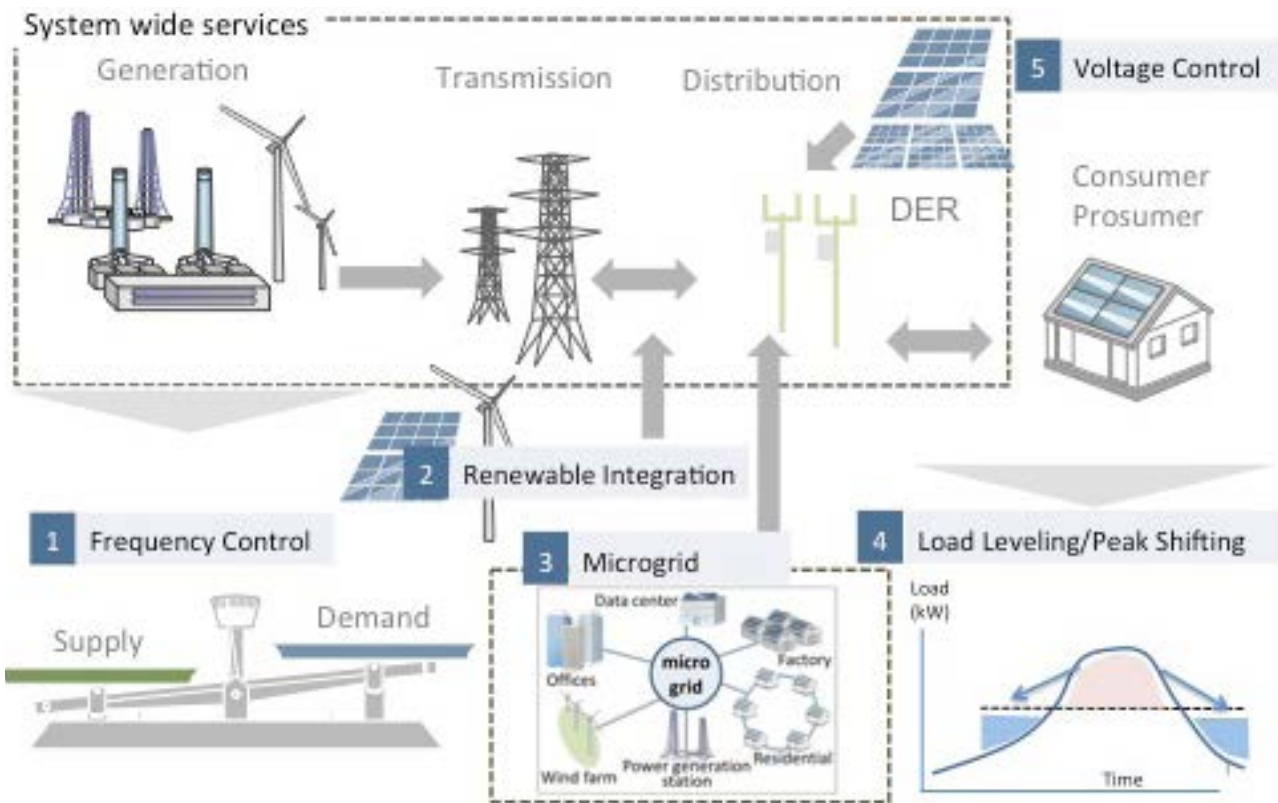 System wide services
Generation
Transmission
Distribution
5 Voltage Control
Consumer
Prosumer
DER
2 Renewable Integration
1 Frequency Control
3 Microgrid
4 Load Leveling/Peak Shifting
Supply
Demand
Data center
Offices
micro
grid
Factory
Wind farm
Power generation
station
Residential
Load
(kW)
Time